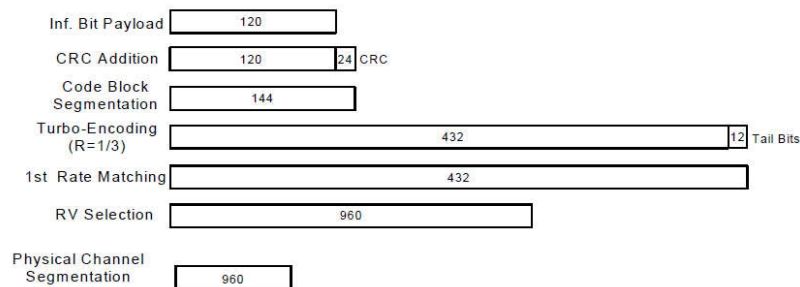 Inf. Bit Payload 120
CRC Addition 120 24 CRC
Code Block
Segmentation 144
Turbo-Encoding
(R=1/3) 432 12 Tail Bits
1st Rate Matching 432
RV Selection 960
Physical Channel
Segmentation 960